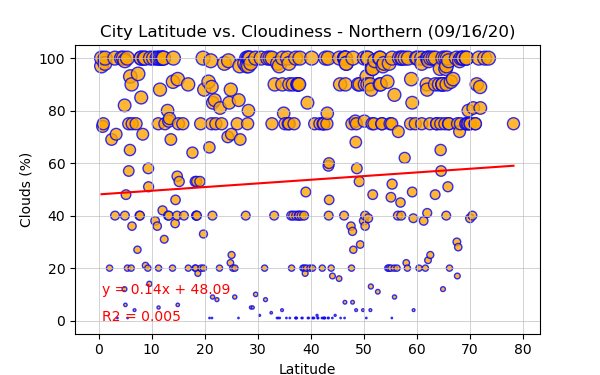 City Latitude vs. Cloudiness - Northern (09/16/20)
100
80
60
40
20
0
Clouds (%)
y = 0.14x + 48.09
R2 = 0.005
0 10 20 30 40 50 60 70 80
Latitude